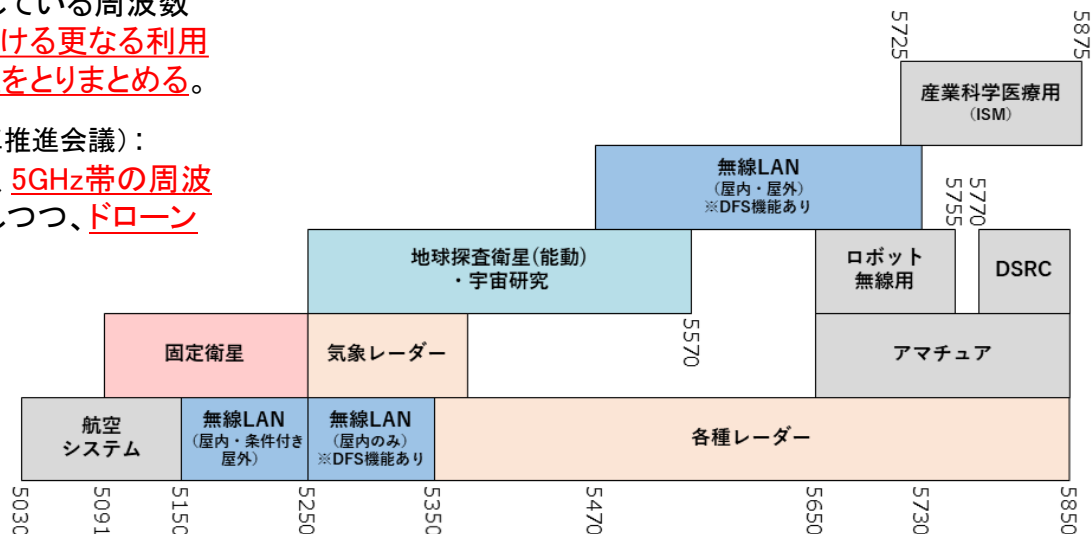 ている周波数
ける更なる利用
をとりまとめる。
推進会議）：
5GHz帯の周波
しつつ、ドローン
5725
5875
産業科学医療用
（ISM）
無線LAN
（屋内・屋外）
※DFS機能あり
5755
5770
地球探査衛星(能動)
・宇宙研究
ロボット
無線用
DSRC
5570
固定衛星
気象レーダー
アマチュア
航空
システム
無線LAN
（屋内・条件付き
屋外）
無線LAN
（屋内のみ）
※DFS機能あり
各種レーダー
5030
5091
5150
5250
5350
5470
5650
5730
5850